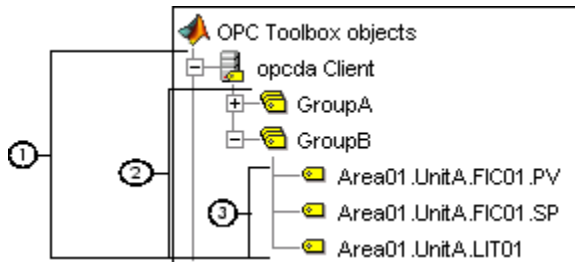 OPC Toolbox objects
opcda Client
GroupA
GroupB
1
2
Area01.UnitA.FIC01.PV
3
Area01.UnitA.FIC01.SP
Area01.UnitA.LIT01